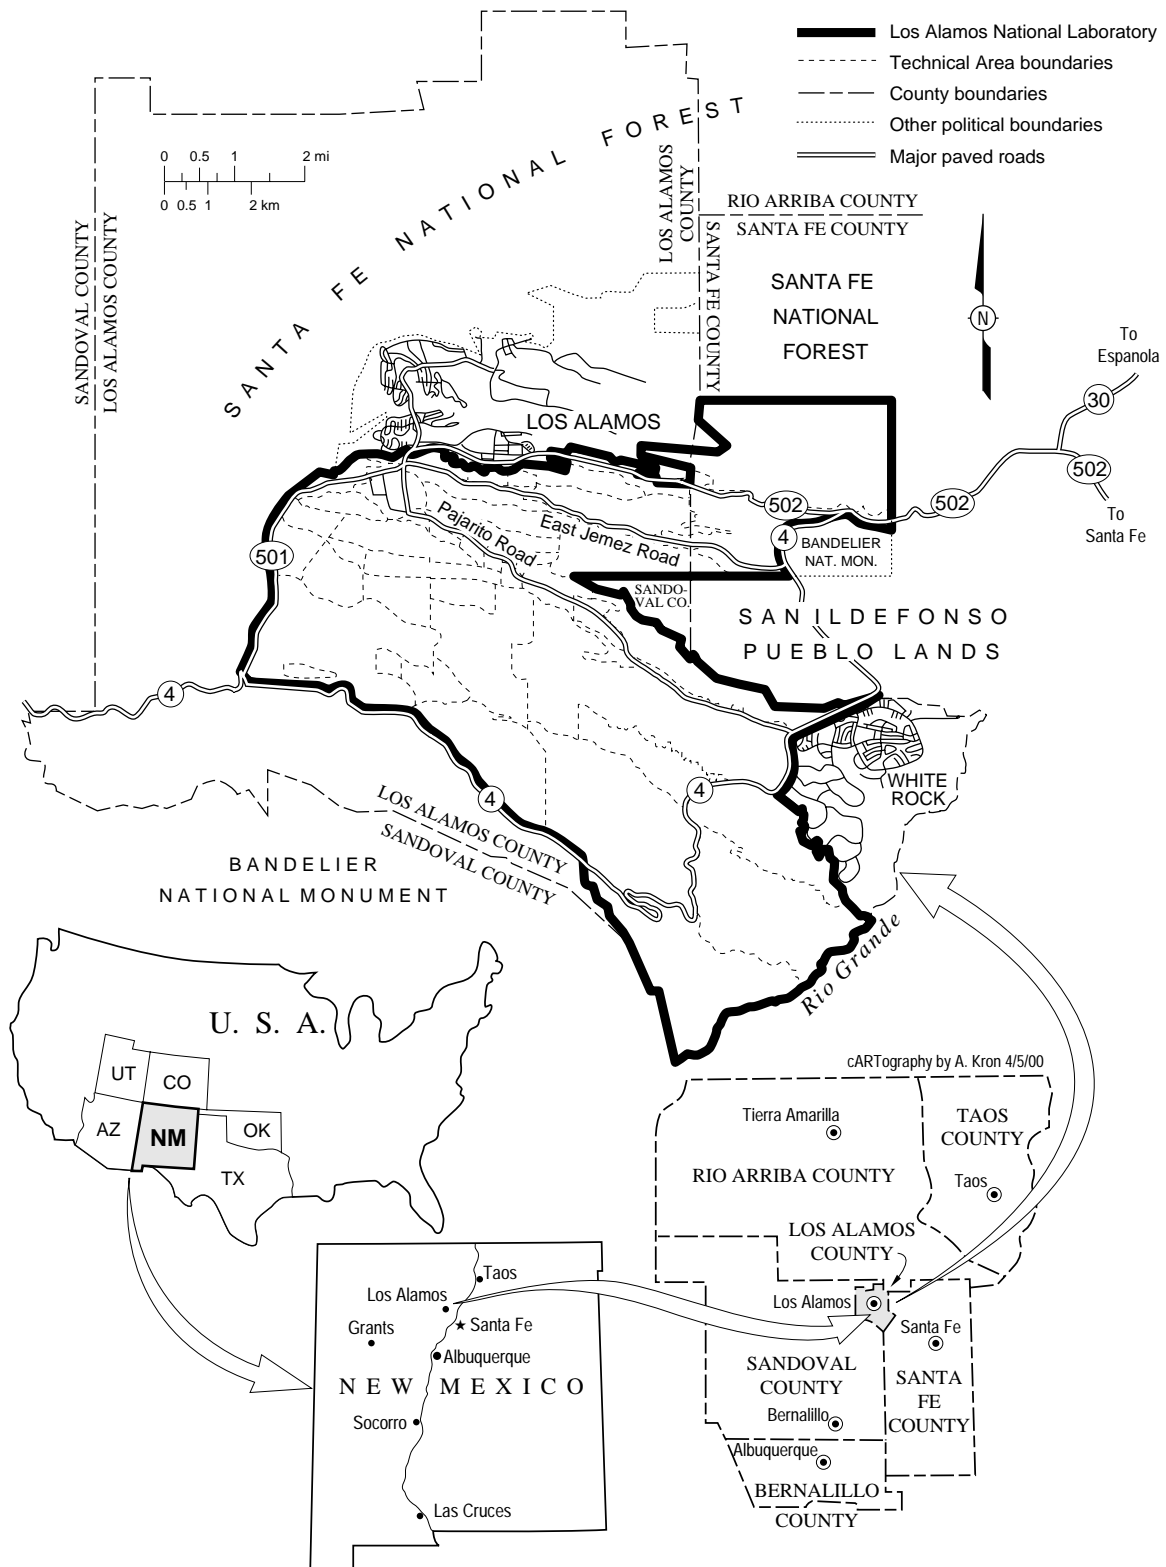 Los Alamos National Laboratory
Technical Area boundaries
County boundaries
Other political boundaries
Major paved roads
0 0.5 1 2 mi
0 0.5 1 2 km
SANTA FE NATIONAL FOREST
SANDOVAL COUNTY
LOS ALAMOS COUNTY
LOS ALAMOS
COUNTY
SANTA FE COUNTY
RIO ARRIBA COUNTY
SANTA FE COUNTY
SANTA FE
NATIONAL
FOREST
N
To
Espanola
30
502
To
Santa Fe
LOS ALAMOS
502
502
4
BANDELIER
NAT. MON.
Pajarito Road
East Jemez Road
501
SANDO-
VAL CO.
SAN ILDEFONSO
PUEBLO LANDS
4
WHITE
ROCK
4
4
LOS ALAMOS COUNTY
SANDOVAL COUNTY
BANDELIER
NATIONAL MONUMENT
Rio Grande
U. S. A.
UT
CO
AZ
NM
OK
TX
cARTography by A. Kron 4/5/00
Tierra Amarilla
TAOS
COUNTY
RIO ARRIBA COUNTY
Taos
LOS ALAMOS
COUNTY
Los Alamos
Santa Fe
SANDOVAL
COUNTY
SANTA
FE
COUNTY
Bernalillo
Albuquerque
BERNALILLO
COUNTY
Taos
Los Alamos
Santa Fe
Grants
Albuquerque
NEW MEXICO
Socorro
Las Cruces